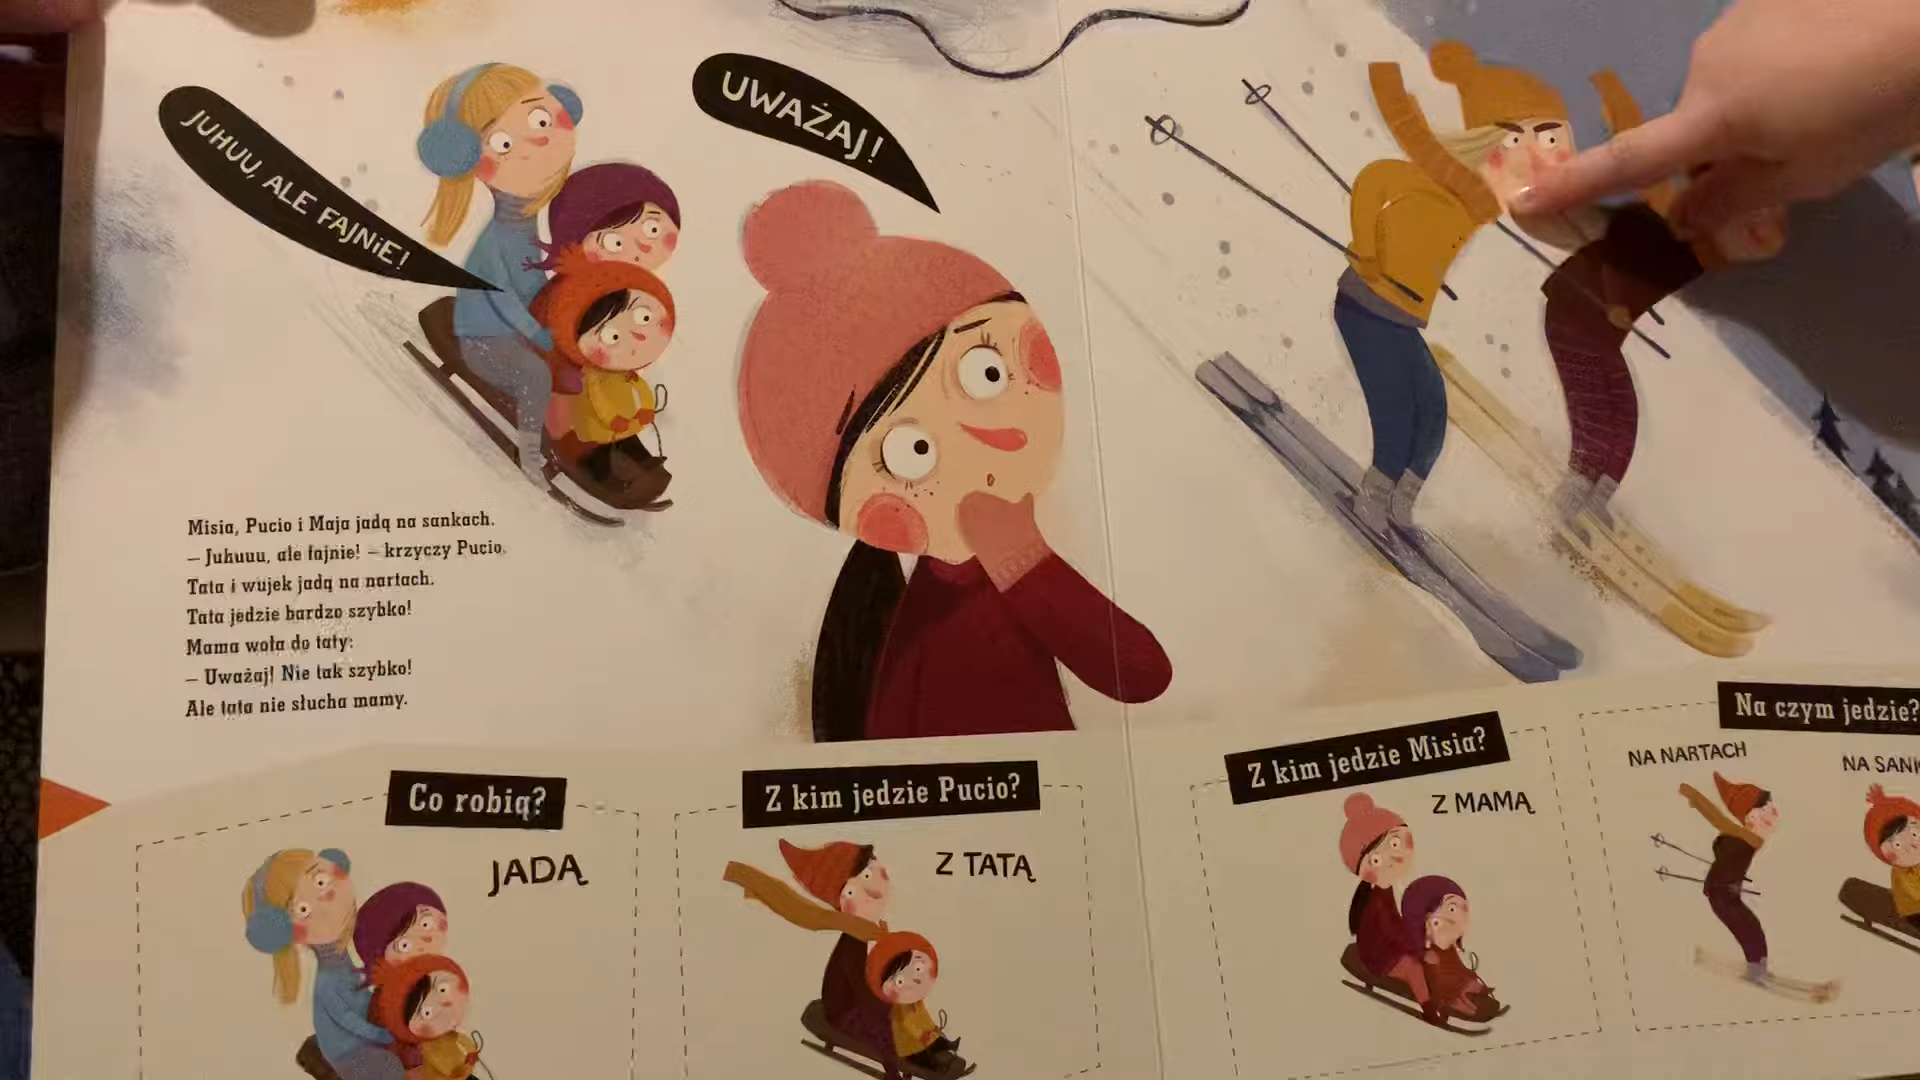 JUHUU, ALE FAJNIE!
UWAŻAJ!
Misia, Pucio i Maja jadą na sankach.
– Juhuuu, ale fajnie! – krzyczy Pucio.
Tata i wujek jadą na nartach.
Tata jedzie bardzo szybko!
Mama woła do taty:
– Uważaj! Nie tak szybko!
Ale tata nie słucha mamy.
Co robią?
JADĄ
Z kim jedzie Pucio?
Z TATĄ
Z kim jedzie Misia?
Z MAMĄ
Na czym jedzie?
NA NARTACH
NA